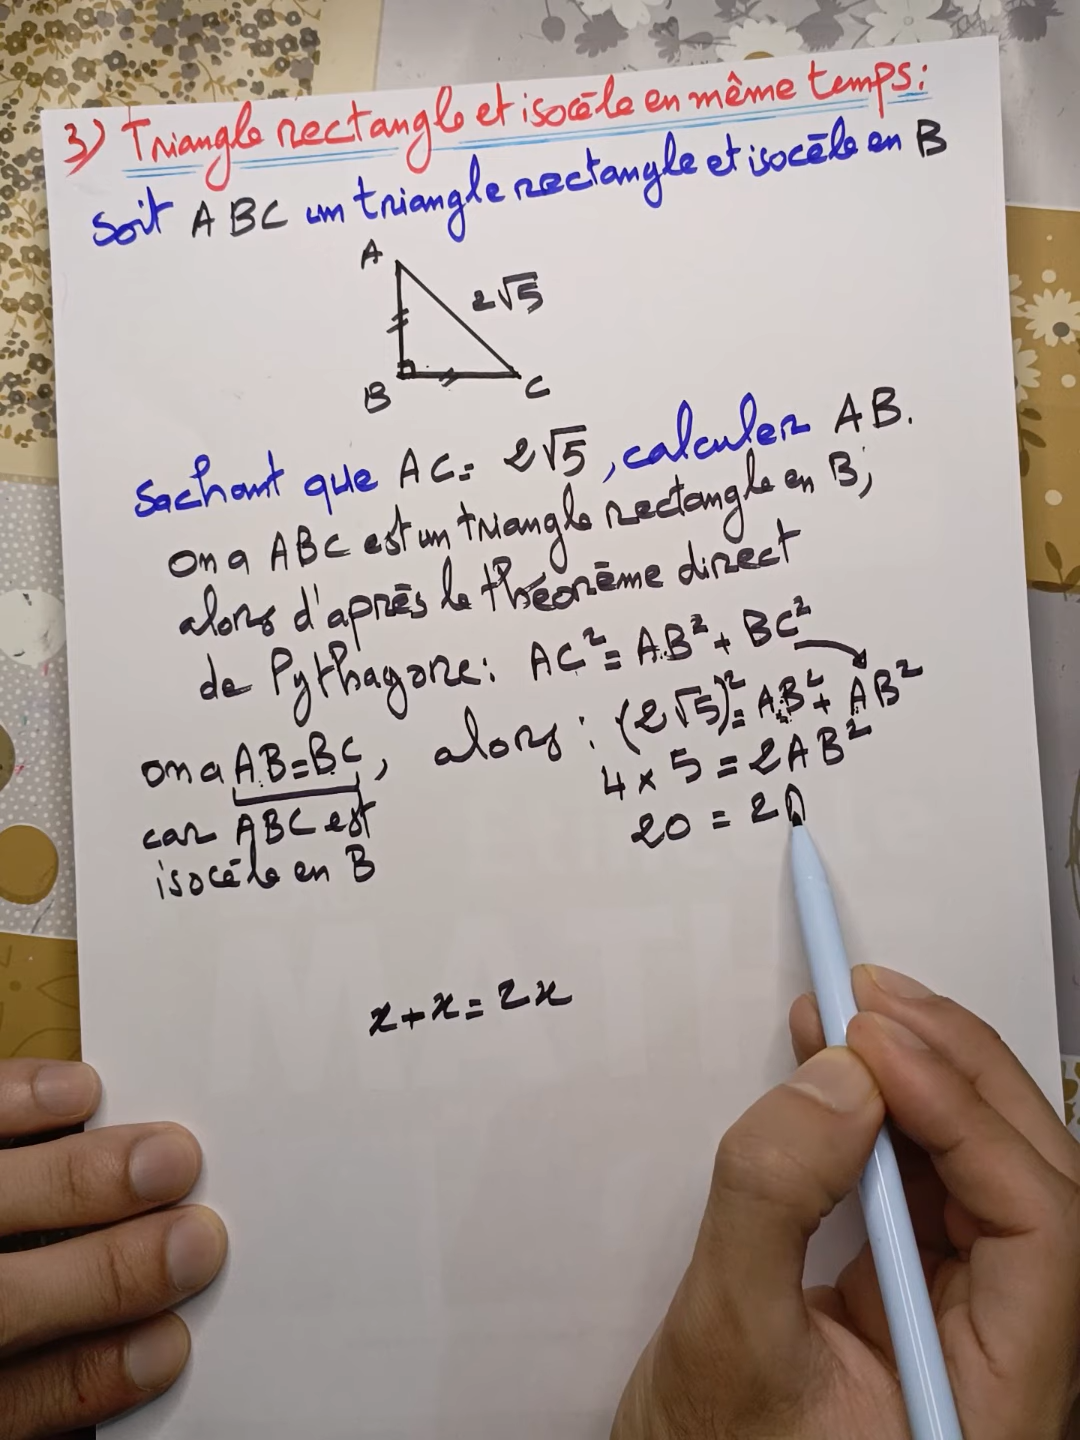 3) Triangle rectangle et isocèle en même temps:
Soit ABC un triangle rectangle et isocèle en B
A
2√5
B
C
Sachant que AC = 2√5, calculer AB.
on a ABC est un triangle rectangle en B;
alors d'après le théorème direct
de Pythagore: AC² = AB² + BC²
on a AB=BC, alors: (2√5)² = AB² + AB²
car ABC est
isocèle en B
4 × 5 = 2AB²
20 = 2A
x+x=2x